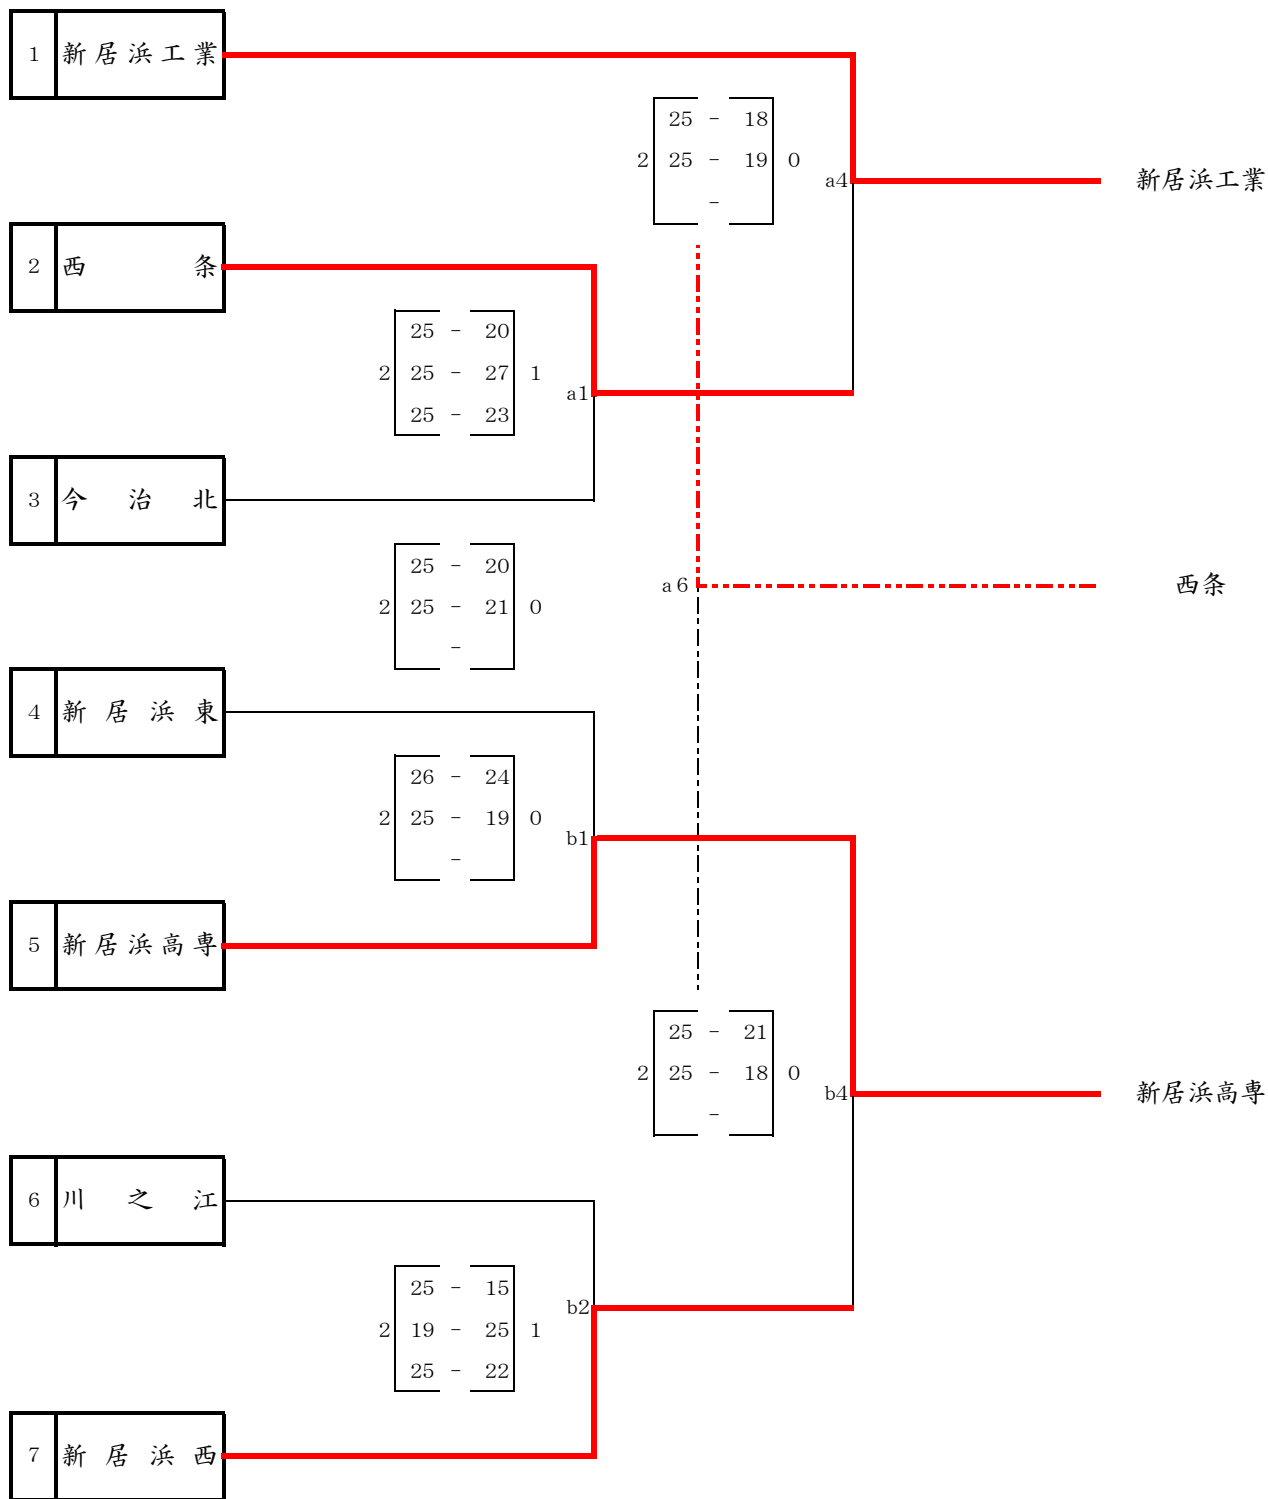 1 新居浜工業
25 - 18
2 25 - 19 0
-
a4
新居浜工業
2 西条
25 - 20
2 25 - 27 1
25 - 23
a1
3 今治北
25 - 20
2 25 - 21 0
-
a6
西条
4 新居浜東
26 - 24
2 25 - 19 0
-
b1
5 新居浜高専
25 - 21
2 25 - 18 0
-
b4
新居浜高専
6 川之江
25 - 15
2 19 - 25 1
25 - 22
b2
7 新居浜西